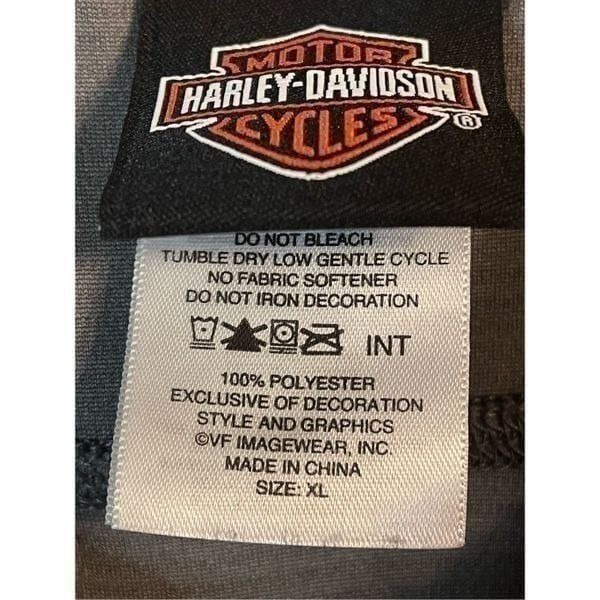 MOTOR
HARLEY-DAVIDSON
CYCLES ®
DO NOT BLEACH
TUMBLE DRY LOW GENTLE CYCLE
NO FABRIC SOFTENER
DO NOT IRON DECORATION
INT
100% POLYESTER
EXCLUSIVE OF DECORATION
STYLE AND GRAPHICS
©VF IMAGEWEAR, INC.
MADE IN CHINA
SIZE: XL